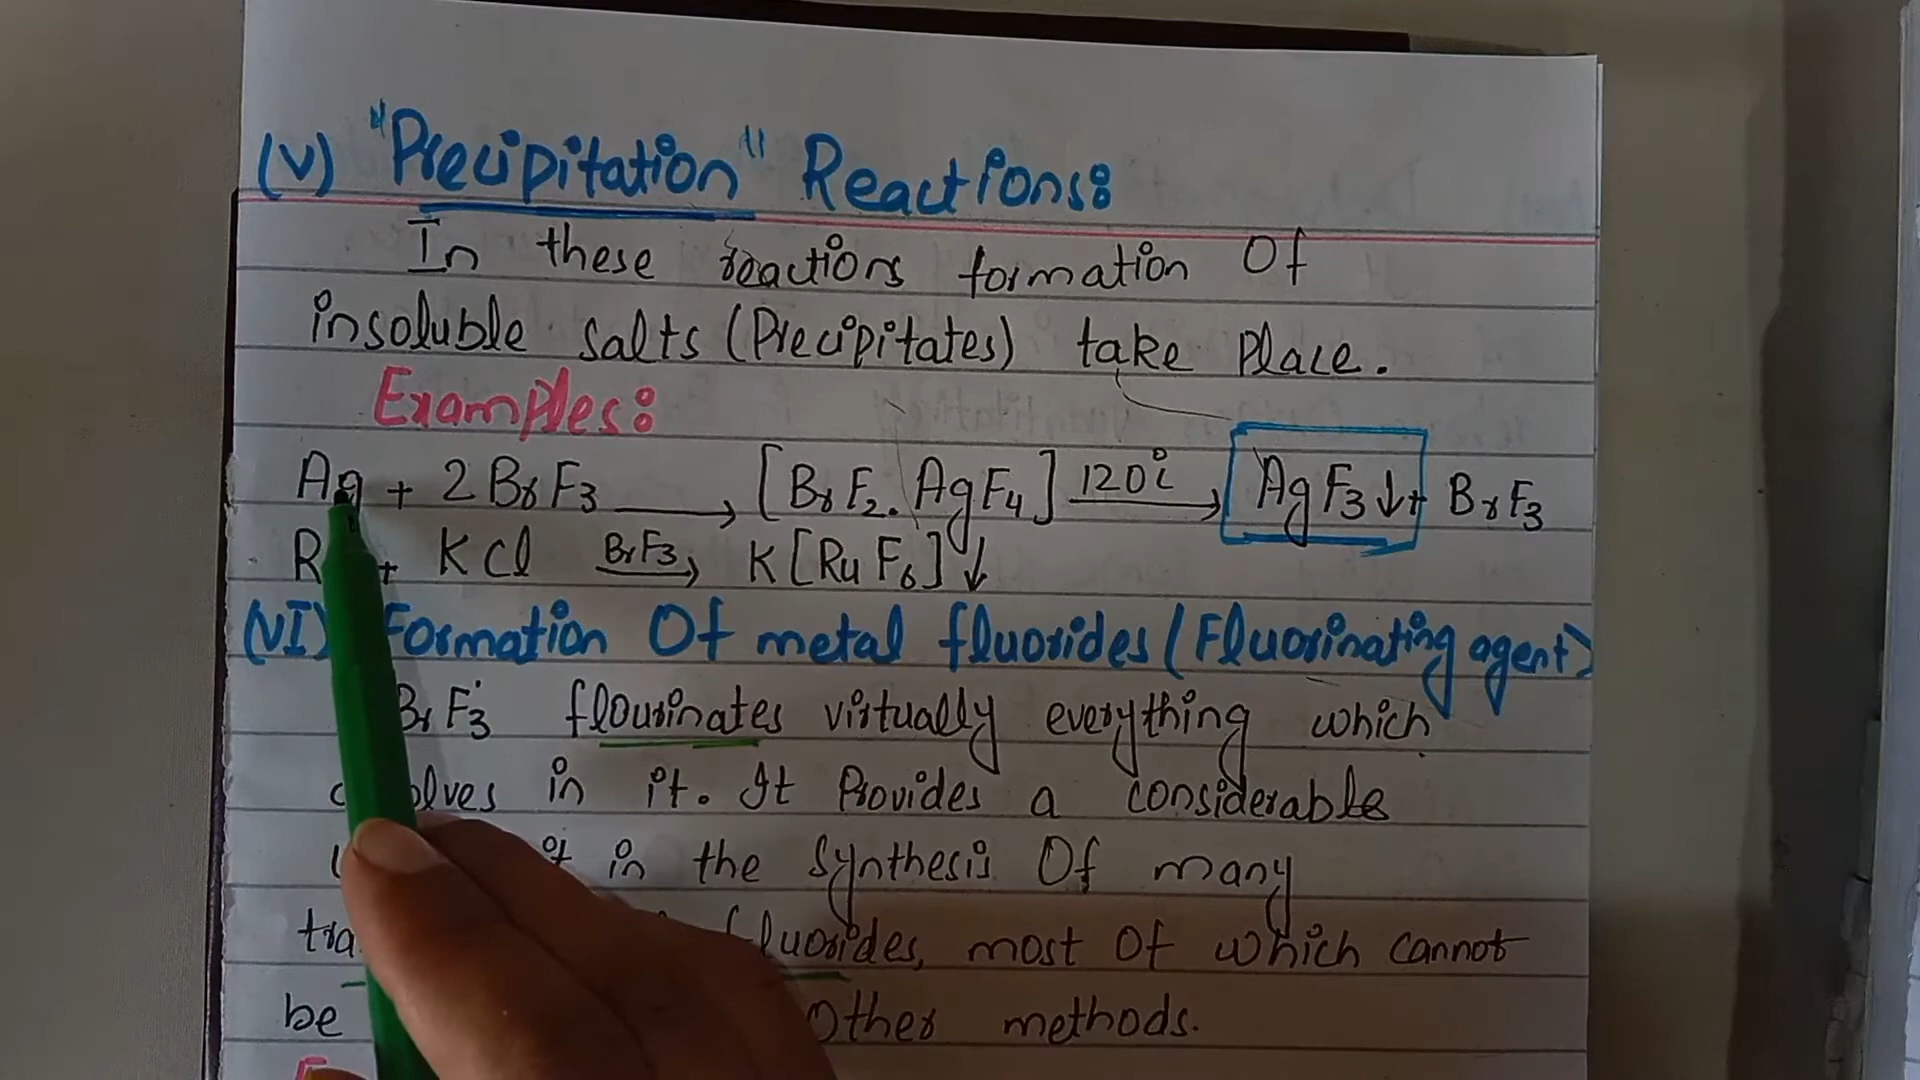 (V) "Precipitation" Reactions:
In these reactions formation Of
insoluble salts (Precipitates) take Place.
Examples:
Ag + 2BrF₃ ⟶ [BrF₂. AgF₄] 120°C→ AgF₃↓ + BrF₃
+ KCl BrF₃→ K[RuF₆]↓
(VI) Formation Of metal fluorides (Fluorinating agent)
BrF₃ flourinates virtually everything which
in it. It Provides a considerable
in the Synthesis Of many
fluorides, most Of which cannot
be Other methods.